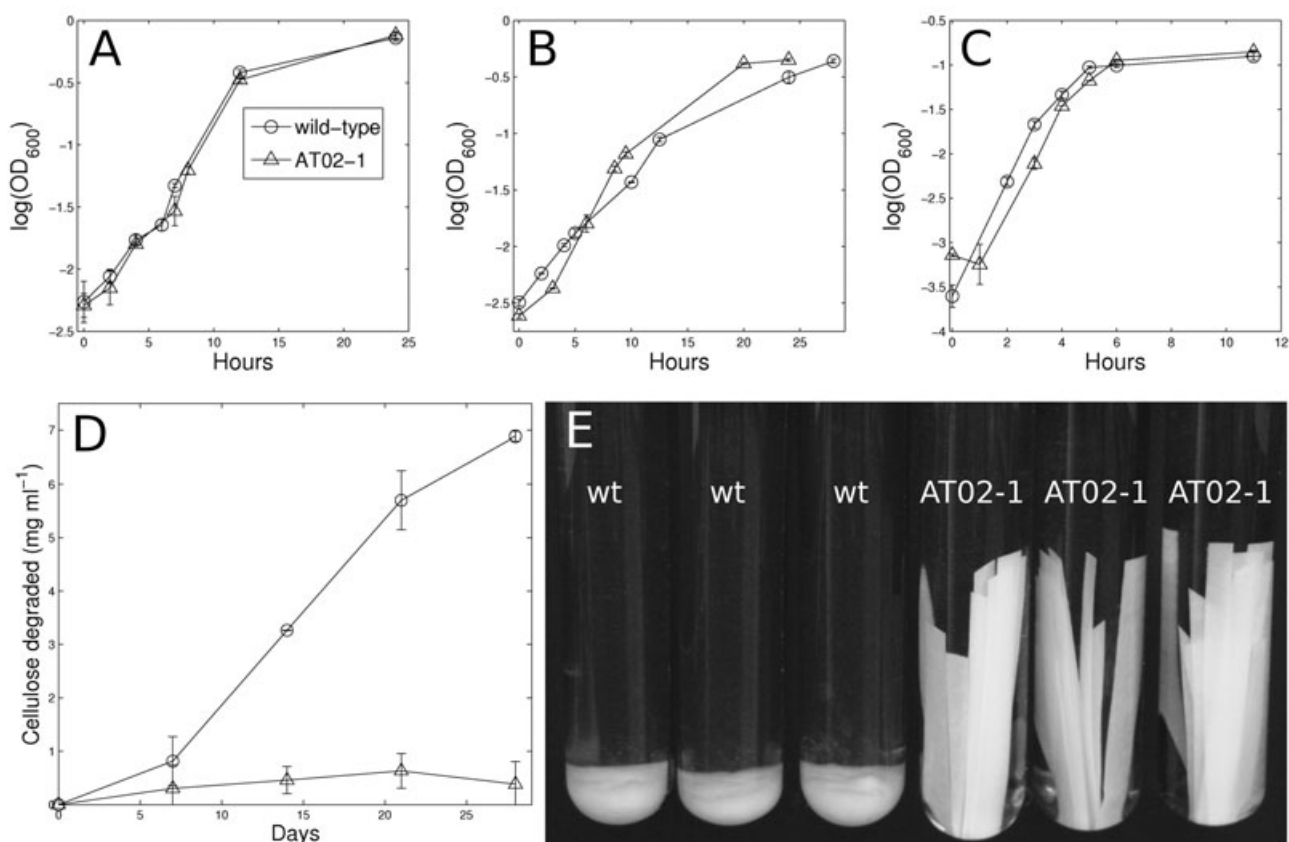 A
log(OD600)
0
−0.5
−1
−1.5
−2
−2.5
0 5 10 15 20 25
Hours
wild−type
AT02−1
B
log(OD600)
0
−0.5
−1
−1.5
−2
−2.5
0 5 10 15 20 25
Hours
C
log(OD600)
−0.5
−1
−1.5
−2
−2.5
−3
−3.5
−4
0 2 4 6 8 10 12
Hours
D
Cellulose degraded (mg ml−1)
7
6
5
4
3
2
1
0
0 5 10 15 20 25
Days
E
wt wt wt AT02-1 AT02-1 AT02-1